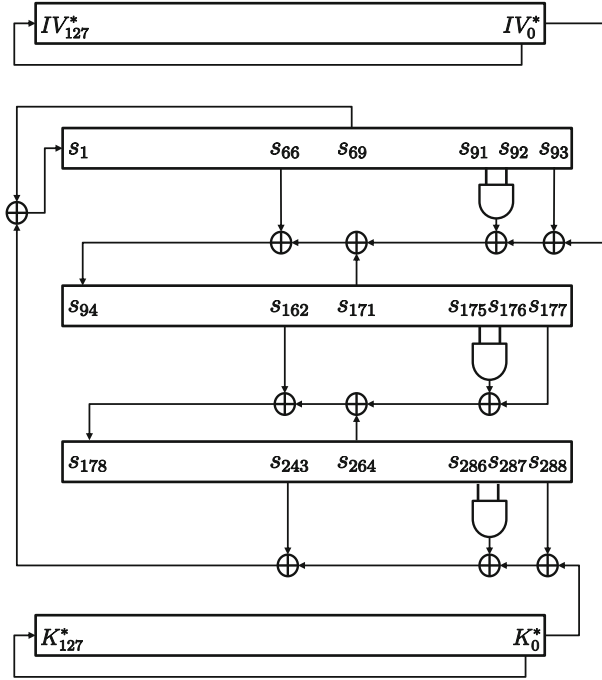 IV*127 IV*0
s1 s66 s69 s91 s92 s93
s94 s162 s171 s175 s176 s177
s178 s243 s264 s286 s287 s288
K*127 K*0